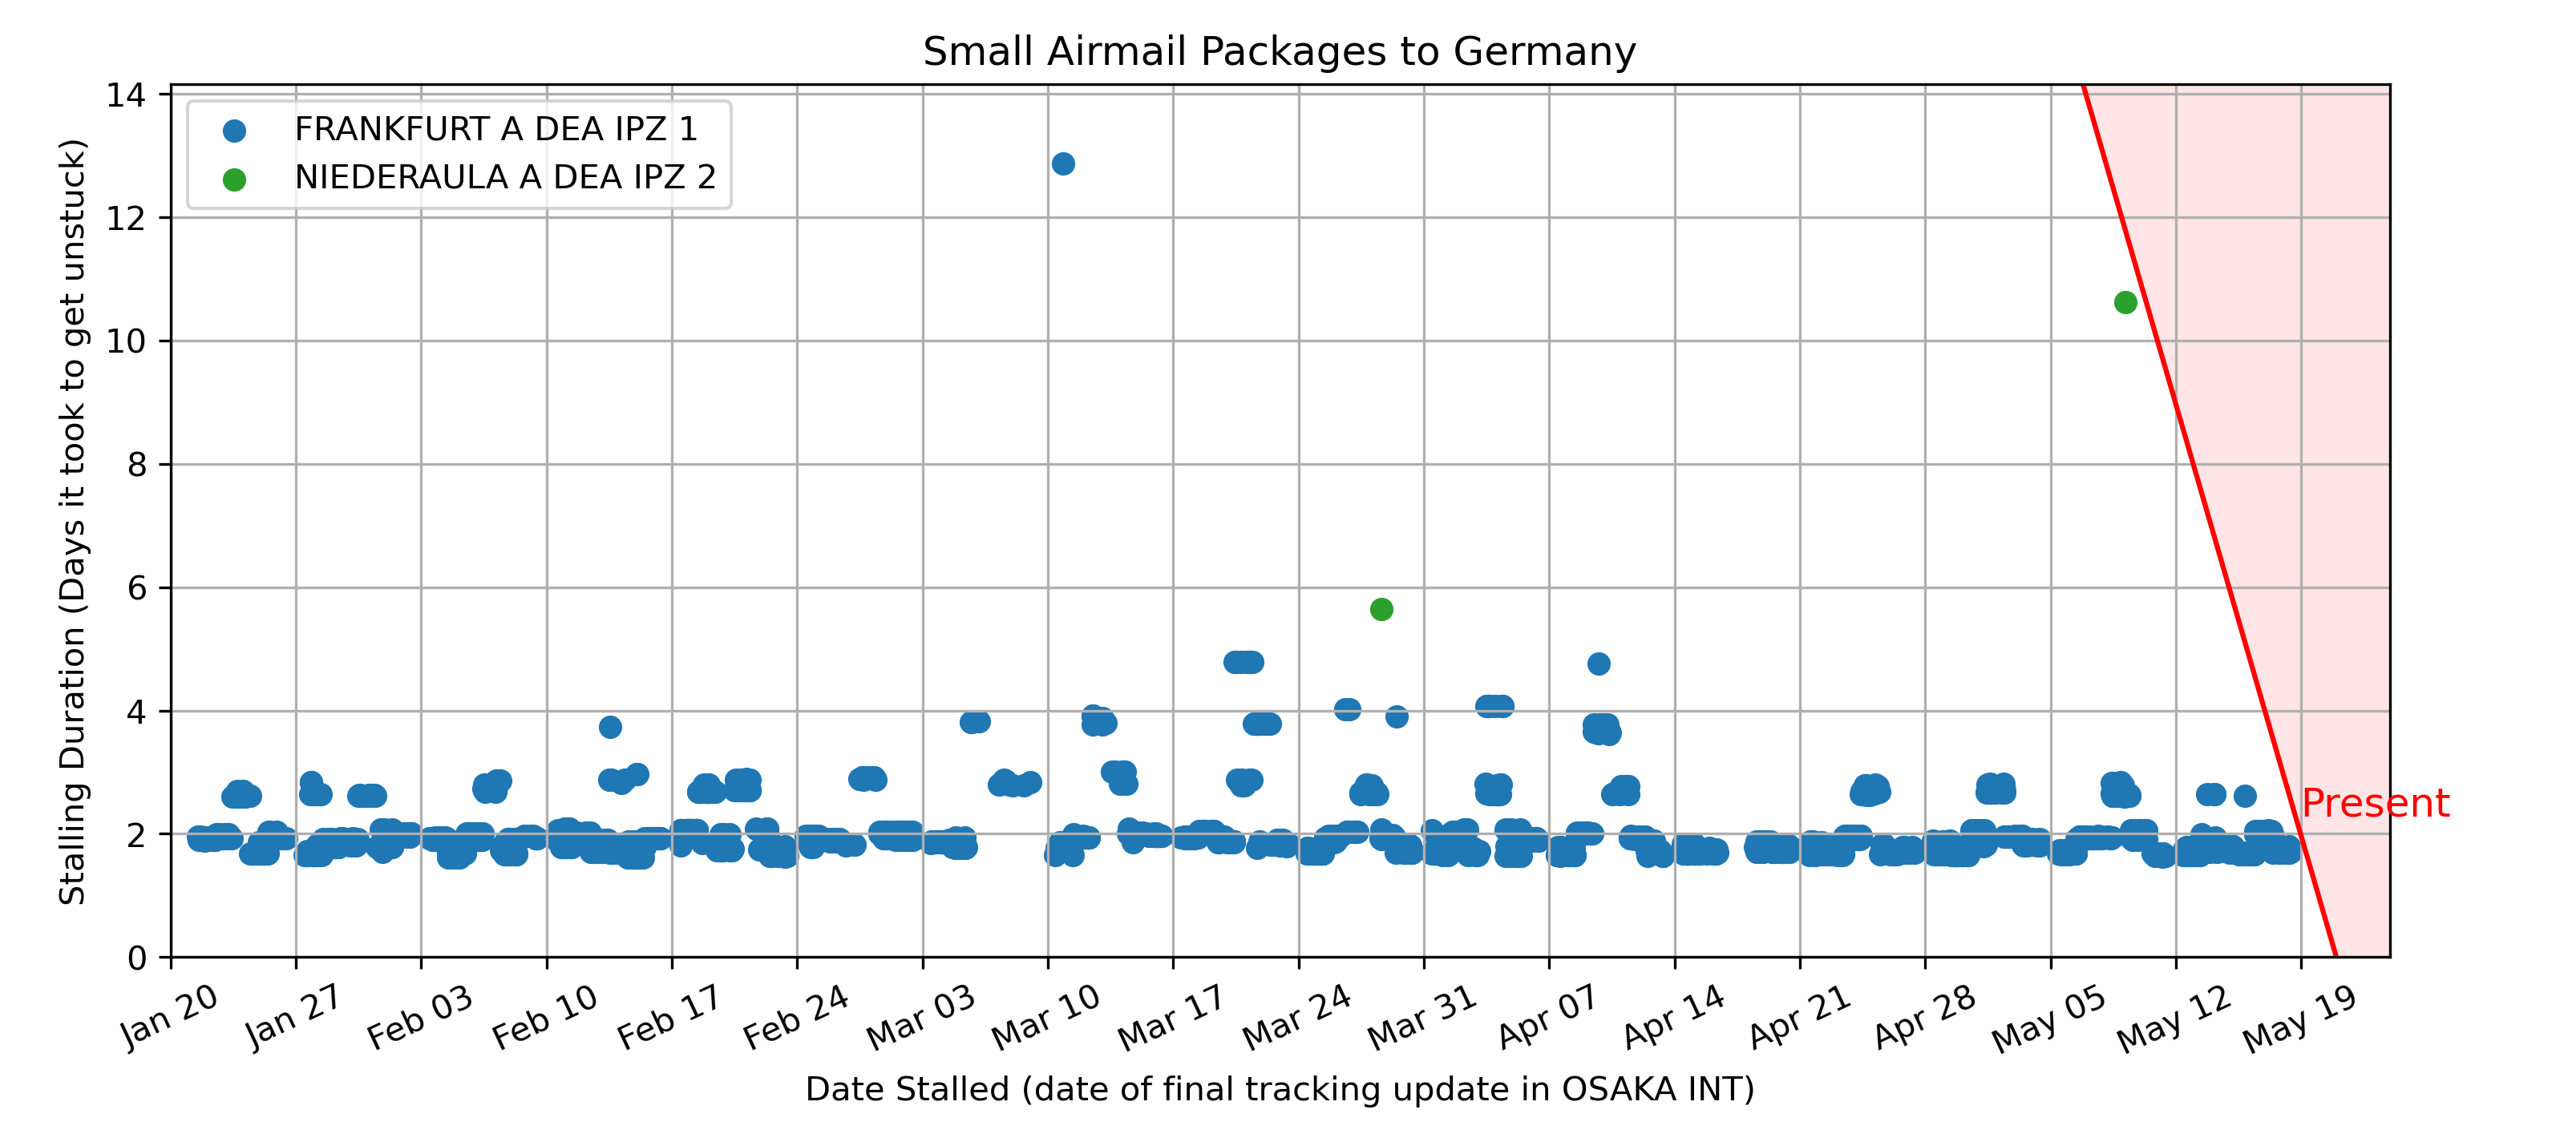 Small Airmail Packages to Germany
FRANKFURT A DEA IPZ 1
NIEDERAULA A DEA IPZ 2
Stalling Duration (Days it took to get unstuck)
14
12
10
8
6
4
2
0
Present
Jan 20
Jan 27
Feb 03
Feb 10
Feb 17
Feb 24
Mar 03
Mar 10
Mar 17
Mar 24
Mar 31
Apr 07
Apr 14
Apr 21
Apr 28
May 05
May 12
May 19
Date Stalled (date of final tracking update in OSAKA INT)